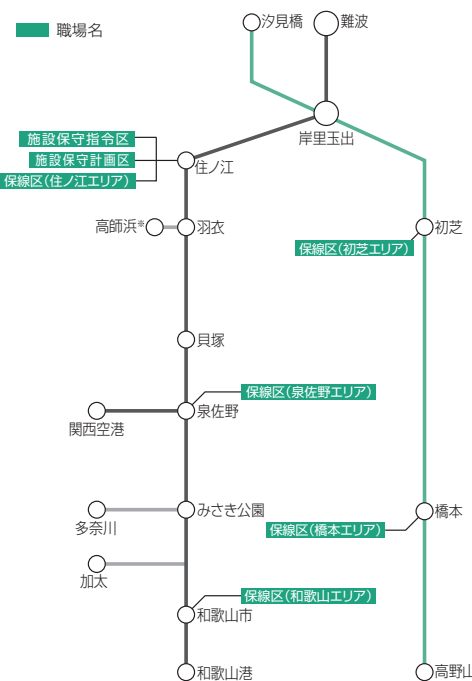 職場名
汐見橋
難波
岸里玉出
施設保守指令区
施設保守計画区
保線区(住ノ江エリア)
住ノ江
高師浜※
羽衣
初芝
保線区(初芝エリア)
貝塚
保線区(泉佐野エリア)
泉佐野
関西空港
みさき公園
多奈川
橋本
保線区(橋本エリア)
加太
保線区(和歌山エリア)
和歌山市
和歌山港
高野山